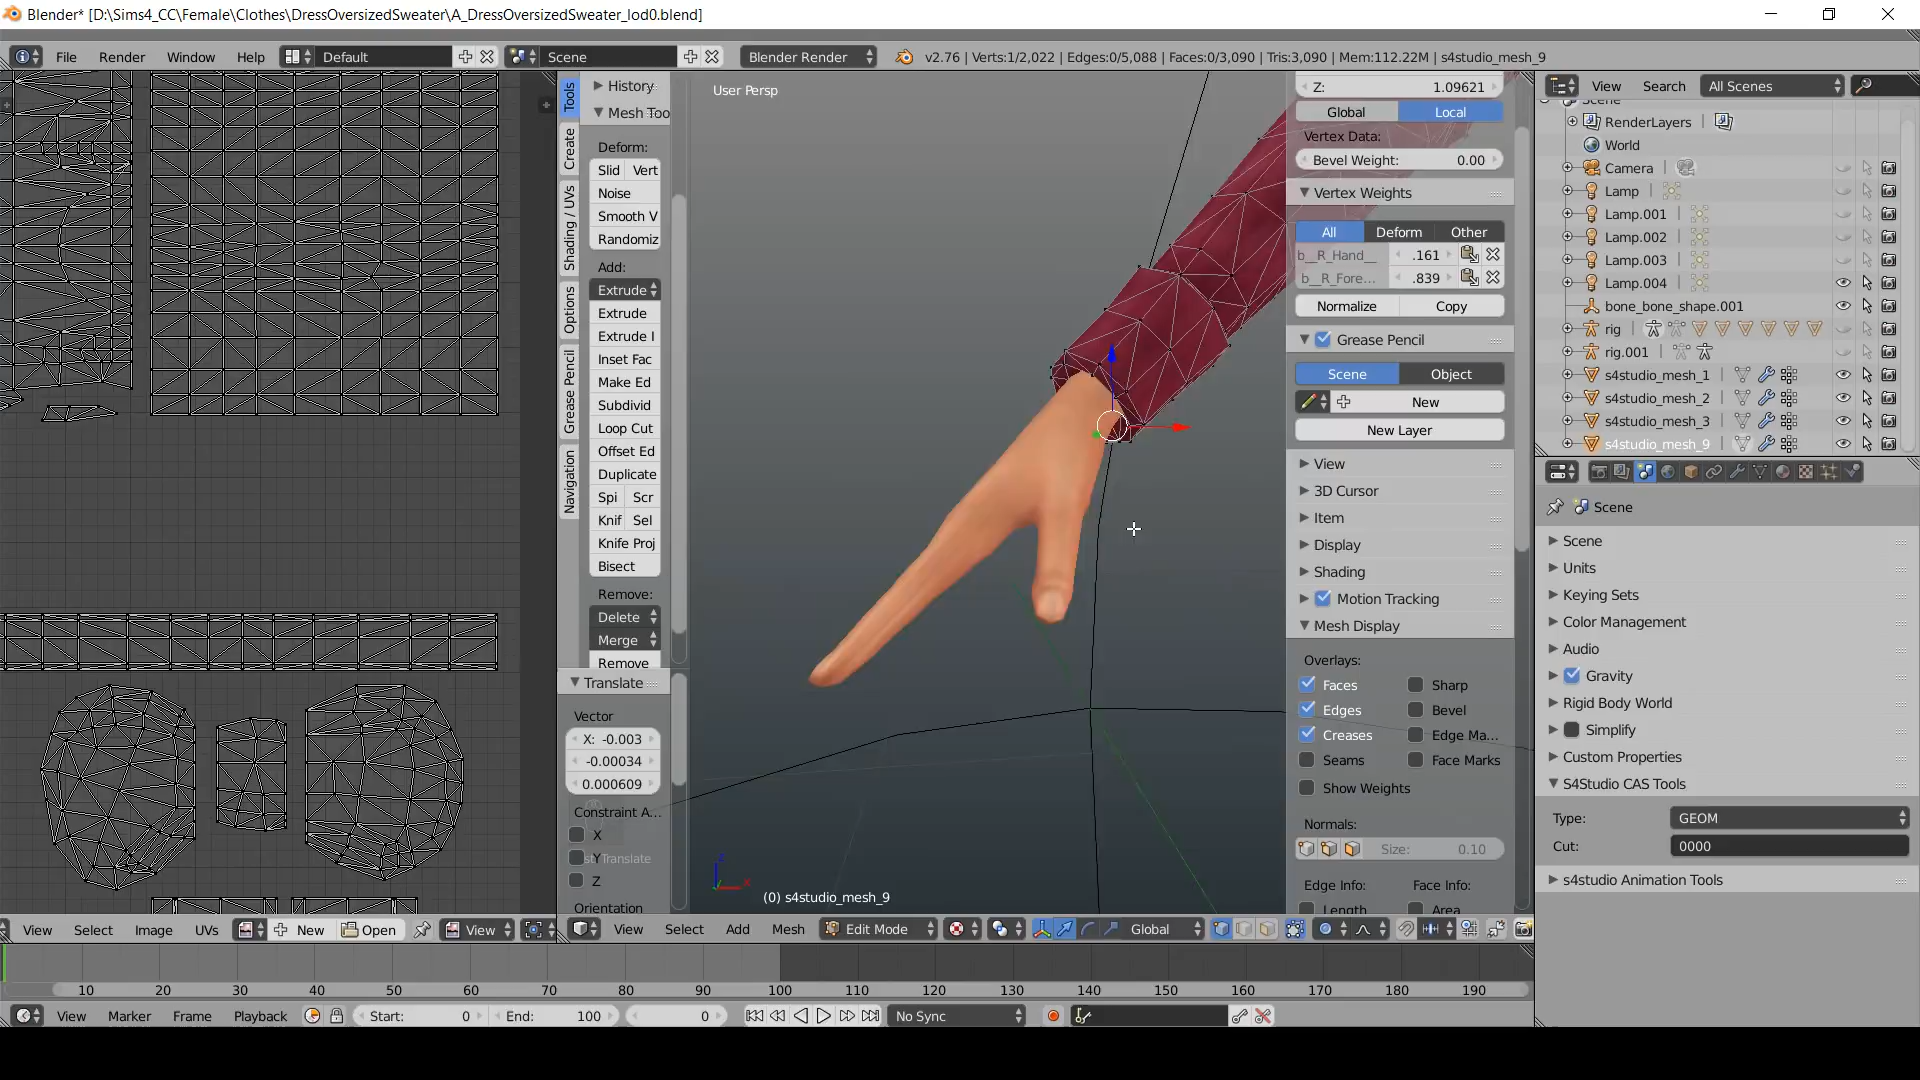 Blender* [D:\Sims4_CC\Female\Clothes\DressOversizedSweater\A_DressOversizedSweater_lod0.blend]
File Render Window Help Default Scene Blender Render v2.76 | Verts:1/2,022 | Edges:0/5,088 | Faces:0/3,090 | Tris:3,090 | Mem:112.22M | s4studio_mesh_9
Tools
Create
Shading / UVs
Options
Grease Pencil
Navigation
History
Mesh Too
Deform:
Slid Vert
Noise
Smooth V
Randomiz
Add:
Extrude
Extrude
Extrude I
Inset Fac
Make Ed
Subdivid
Loop Cut
Offset Ed
Duplicate
Spi Scr
Knif Sel
Knife Proj
Bisect
Remove:
Delete
Merge
Remove
Translate
Vector
X: -0.003
-0.00034
0.000609
Constraint A...
X
Y
Z
Orientation
User Persp
(0) s4studio_mesh_9
Z: 1.09621
Global Local
Vertex Data:
Bevel Weight: 0.00
Vertex Weights
All Deform Other
b__R_Hand__ .161
b__R_Fore... .839
Normalize Copy
Grease Pencil
Scene Object
New
New Layer
View
3D Cursor
Item
Display
Shading
Motion Tracking
Mesh Display
Overlays:
Faces Sharp
Edges Bevel
Creases Edge Ma...
Seams Face Marks
Show Weights
Normals:
Size: 0.10
Edge Info: Face Info:
Length Area
View Search All Scenes
Scene
RenderLayers
World
Camera
Lamp
Lamp.001
Lamp.002
Lamp.003
Lamp.004
bone_bone_shape.001
rig
rig.001
s4studio_mesh_1
s4studio_mesh_2
s4studio_mesh_3
s4studio_mesh_9
Scene
Scene
Units
Keying Sets
Color Management
Audio
Gravity
Rigid Body World
Simplify
Custom Properties
S4Studio CAS Tools
Type: GEOM
Cut: 0000
s4studio Animation Tools
View Select Image UVs New Open View
View Select Add Mesh Edit Mode Global
10 20 30 40 50 60 70 80 90 100 110 120 130 140 150 160 170 180 190
View Marker Frame Playback Start: 0 End: 100 0 No Sync